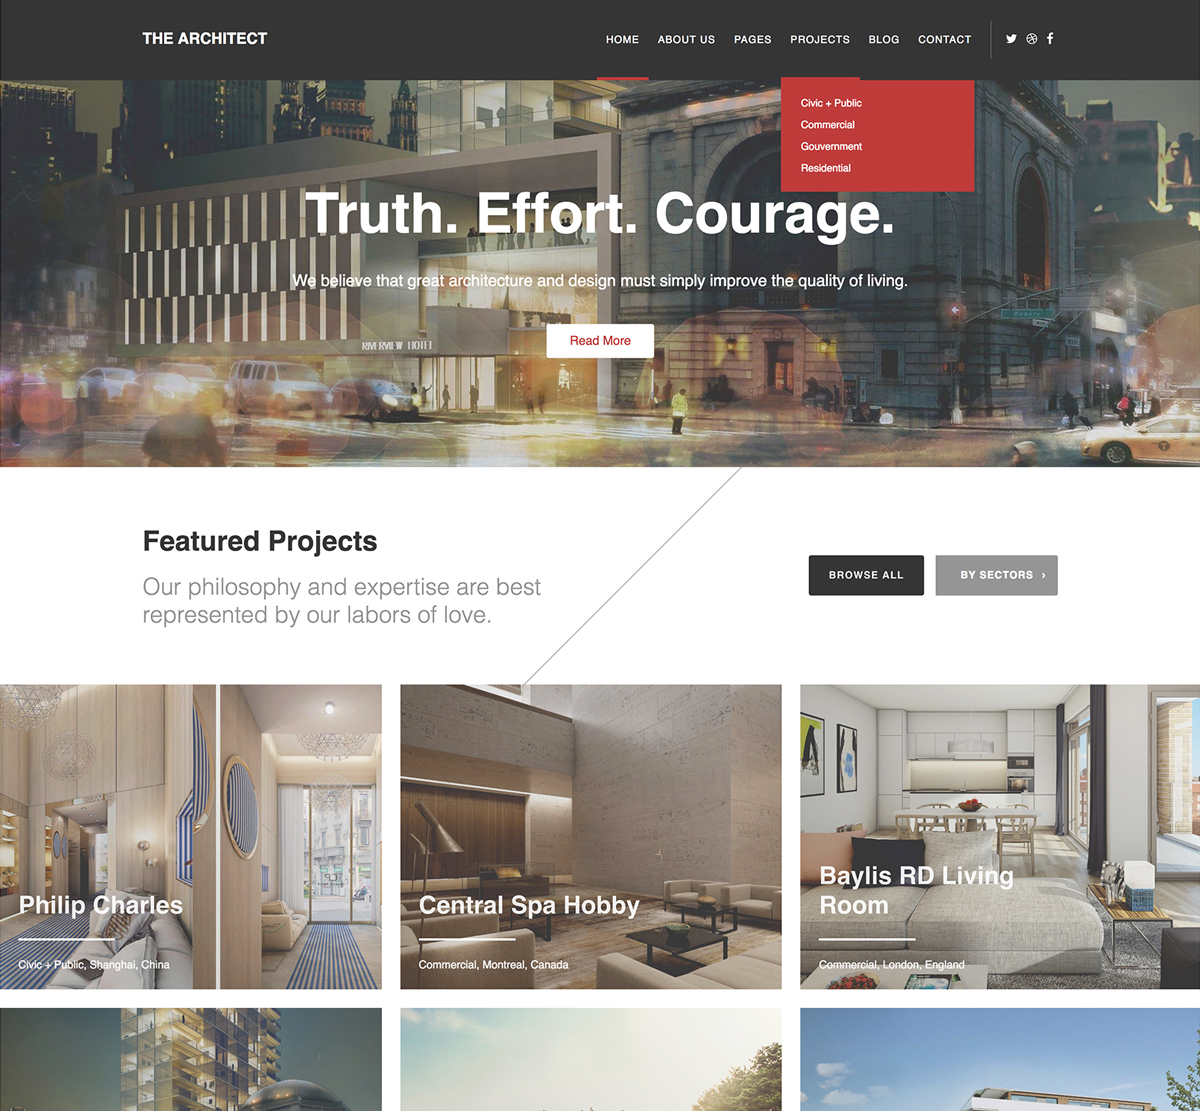 THE ARCHITECT
HOME ABOUT US PAGES PROJECTS BLOG CONTACT
Civic + Public
Commercial
Gouvernment
Residential
Truth. Effort. Courage.
We believe that great architecture and design must simply improve the quality of living.
Read More
RIVERVIEW HOTEL
Bowery
Featured Projects
Our philosophy and expertise are best
represented by our labors of love.
BROWSE ALL
BY SECTORS ›
Philip Charles
Civic + Public, Shanghai, China
Central Spa Hobby
Commercial, Montreal, Canada
Baylis RD Living
Room
Commercial, London, England